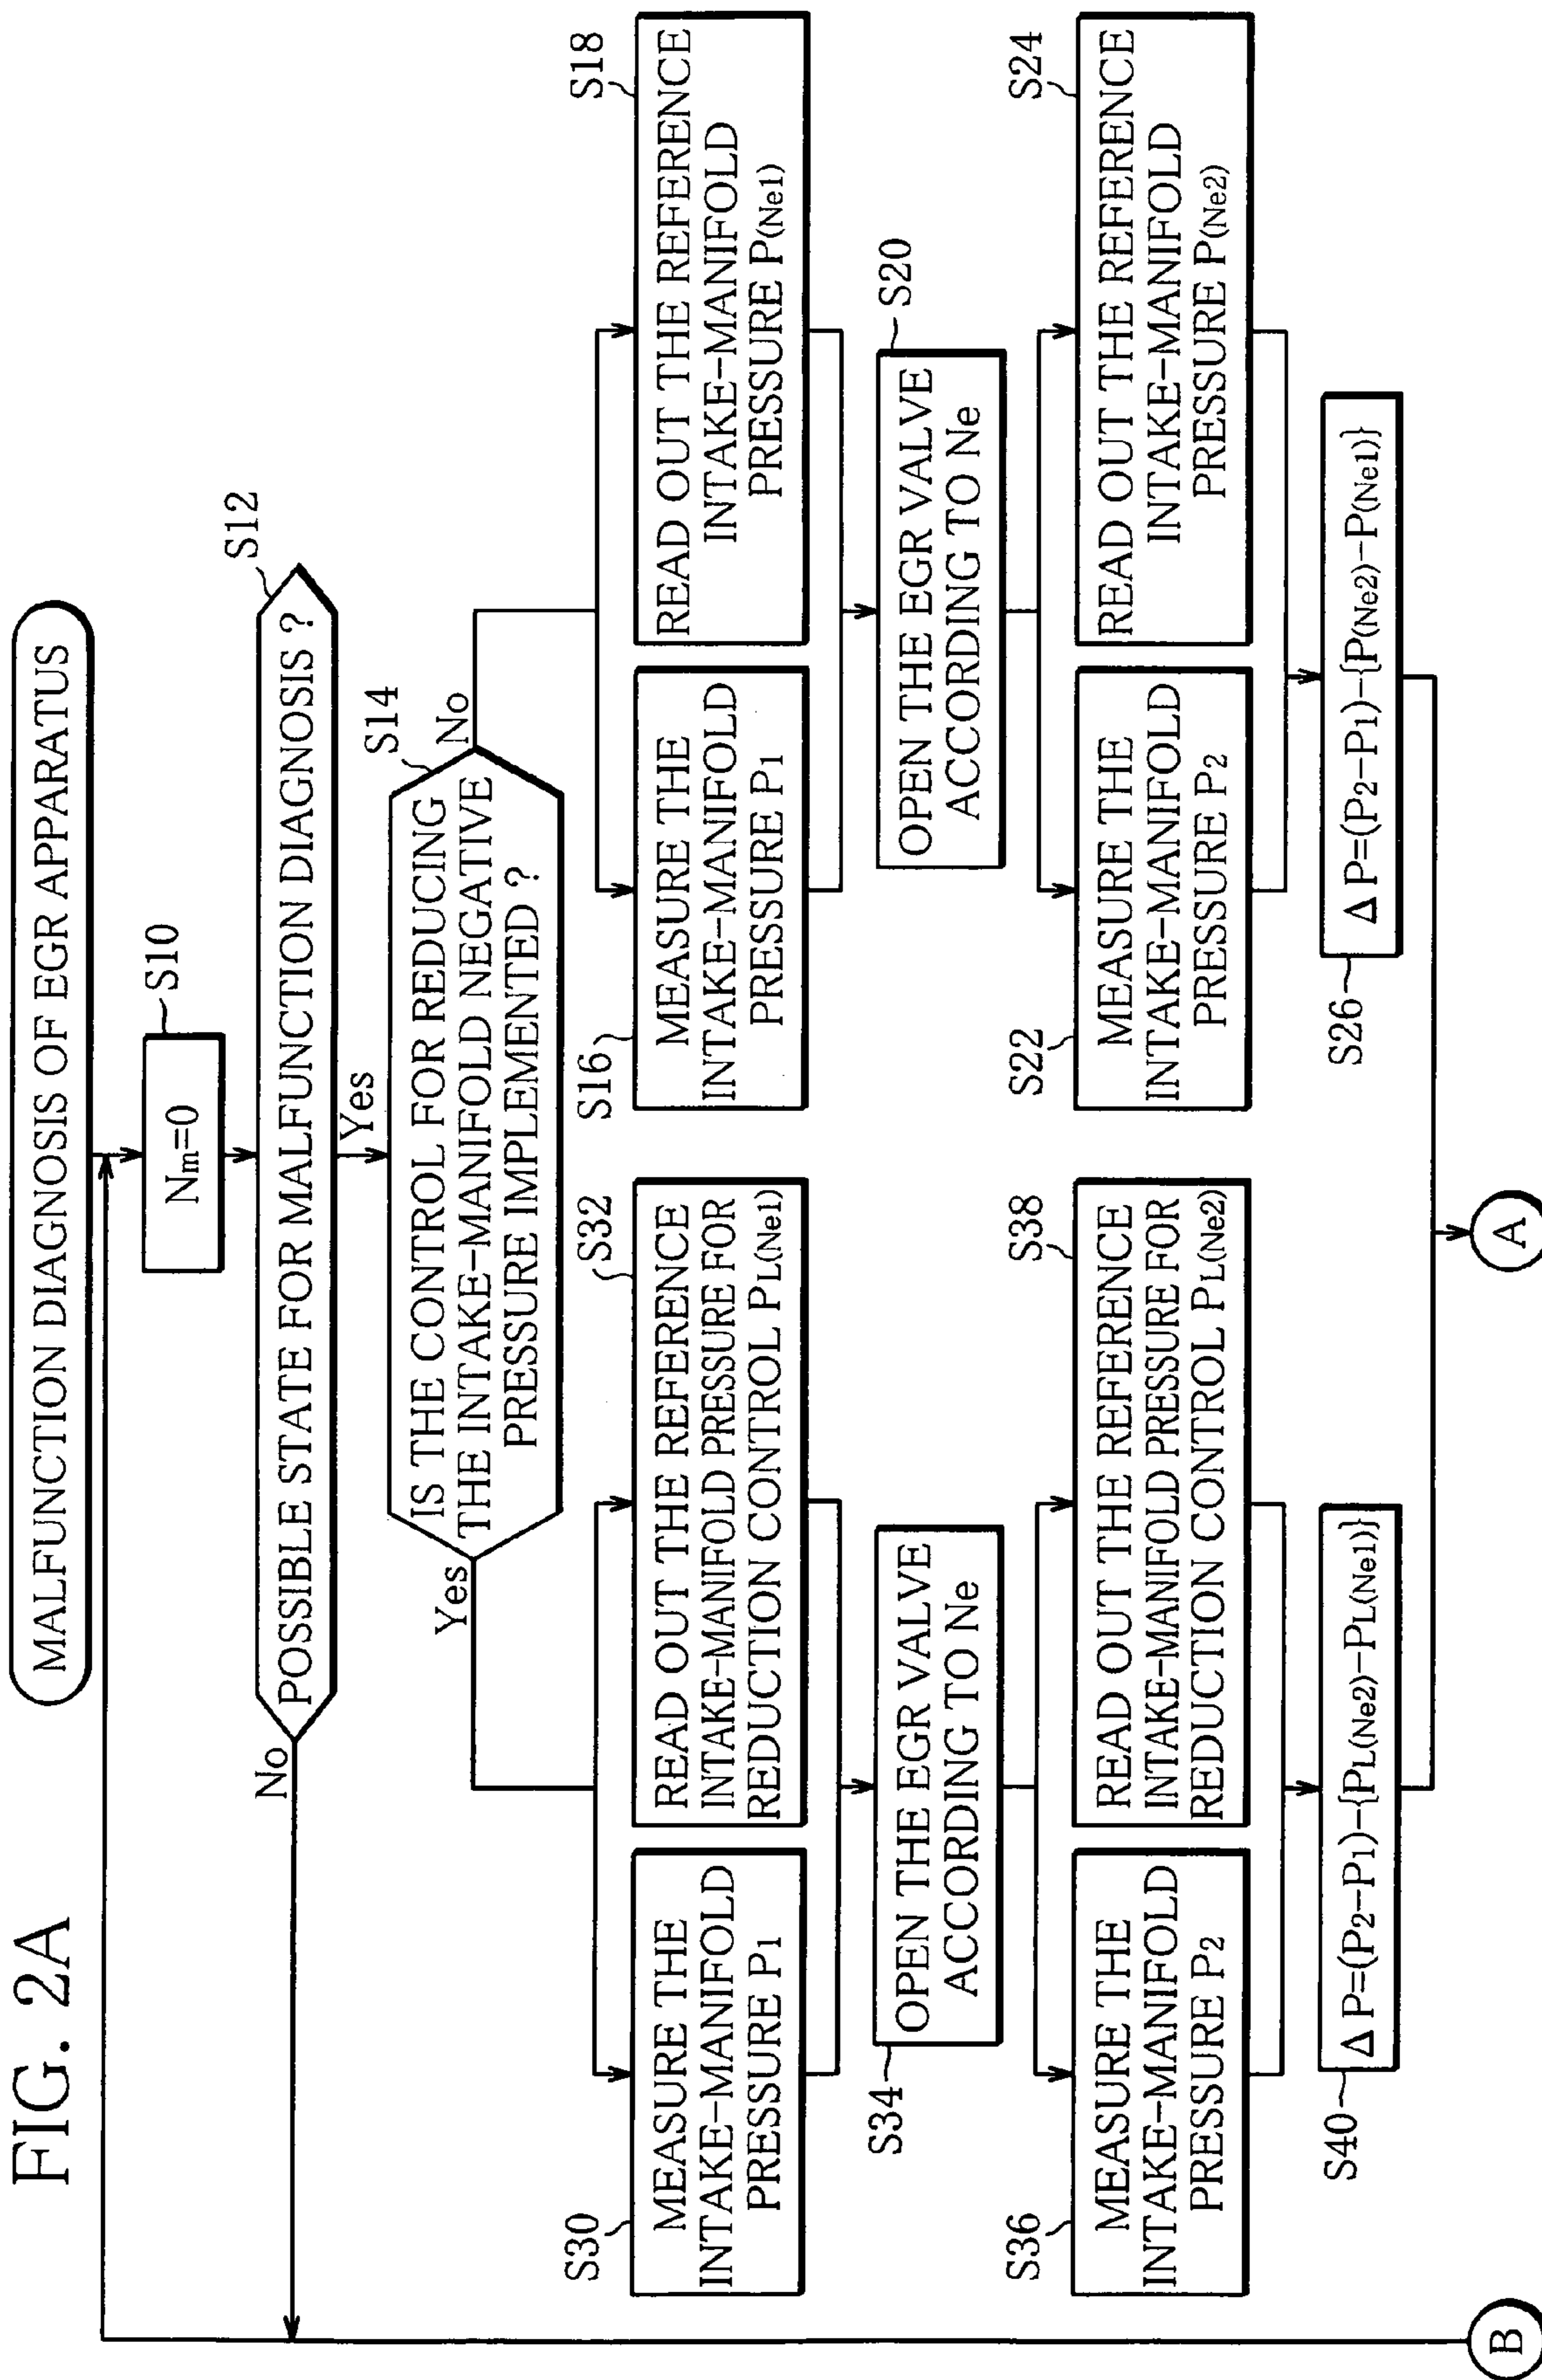 FIG. 2A
MALFUNCTION DIAGNOSIS OF EGR APPARATUS
S10
Nm=0
S12
POSSIBLE STATE FOR MALFUNCTION DIAGNOSIS ?
No
Yes
S14
IS THE CONTROL FOR REDUCING
THE INTAKE-MANIFOLD NEGATIVE
PRESSURE IMPLEMENTED ?
Yes
No
S30
MEASURE THE
INTAKE-MANIFOLD
PRESSURE P1
S32
READ OUT THE REFERENCE
INTAKE-MANIFOLD PRESSURE FOR
REDUCTION CONTROL PL(Ne1)
S16
MEASURE THE
INTAKE-MANIFOLD
PRESSURE P1
S18
READ OUT THE REFERENCE
INTAKE-MANIFOLD
PRESSURE P(Ne1)
S34
OPEN THE EGR VALVE
ACCORDING TO Ne
S20
OPEN THE EGR VALVE
ACCORDING TO Ne
S36
MEASURE THE
INTAKE-MANIFOLD
PRESSURE P2
S38
READ OUT THE REFERENCE
INTAKE-MANIFOLD PRESSURE FOR
REDUCTION CONTROL PL(Ne2)
S22
MEASURE THE
INTAKE-MANIFOLD
PRESSURE P2
S24
READ OUT THE REFERENCE
INTAKE-MANIFOLD
PRESSURE P(Ne2)
S40
ΔP=(P2-P1)-{PL(Ne2)-PL(Ne1)}
S26
ΔP=(P2-P1)-{P(Ne2)-P(Ne1)}
B
A